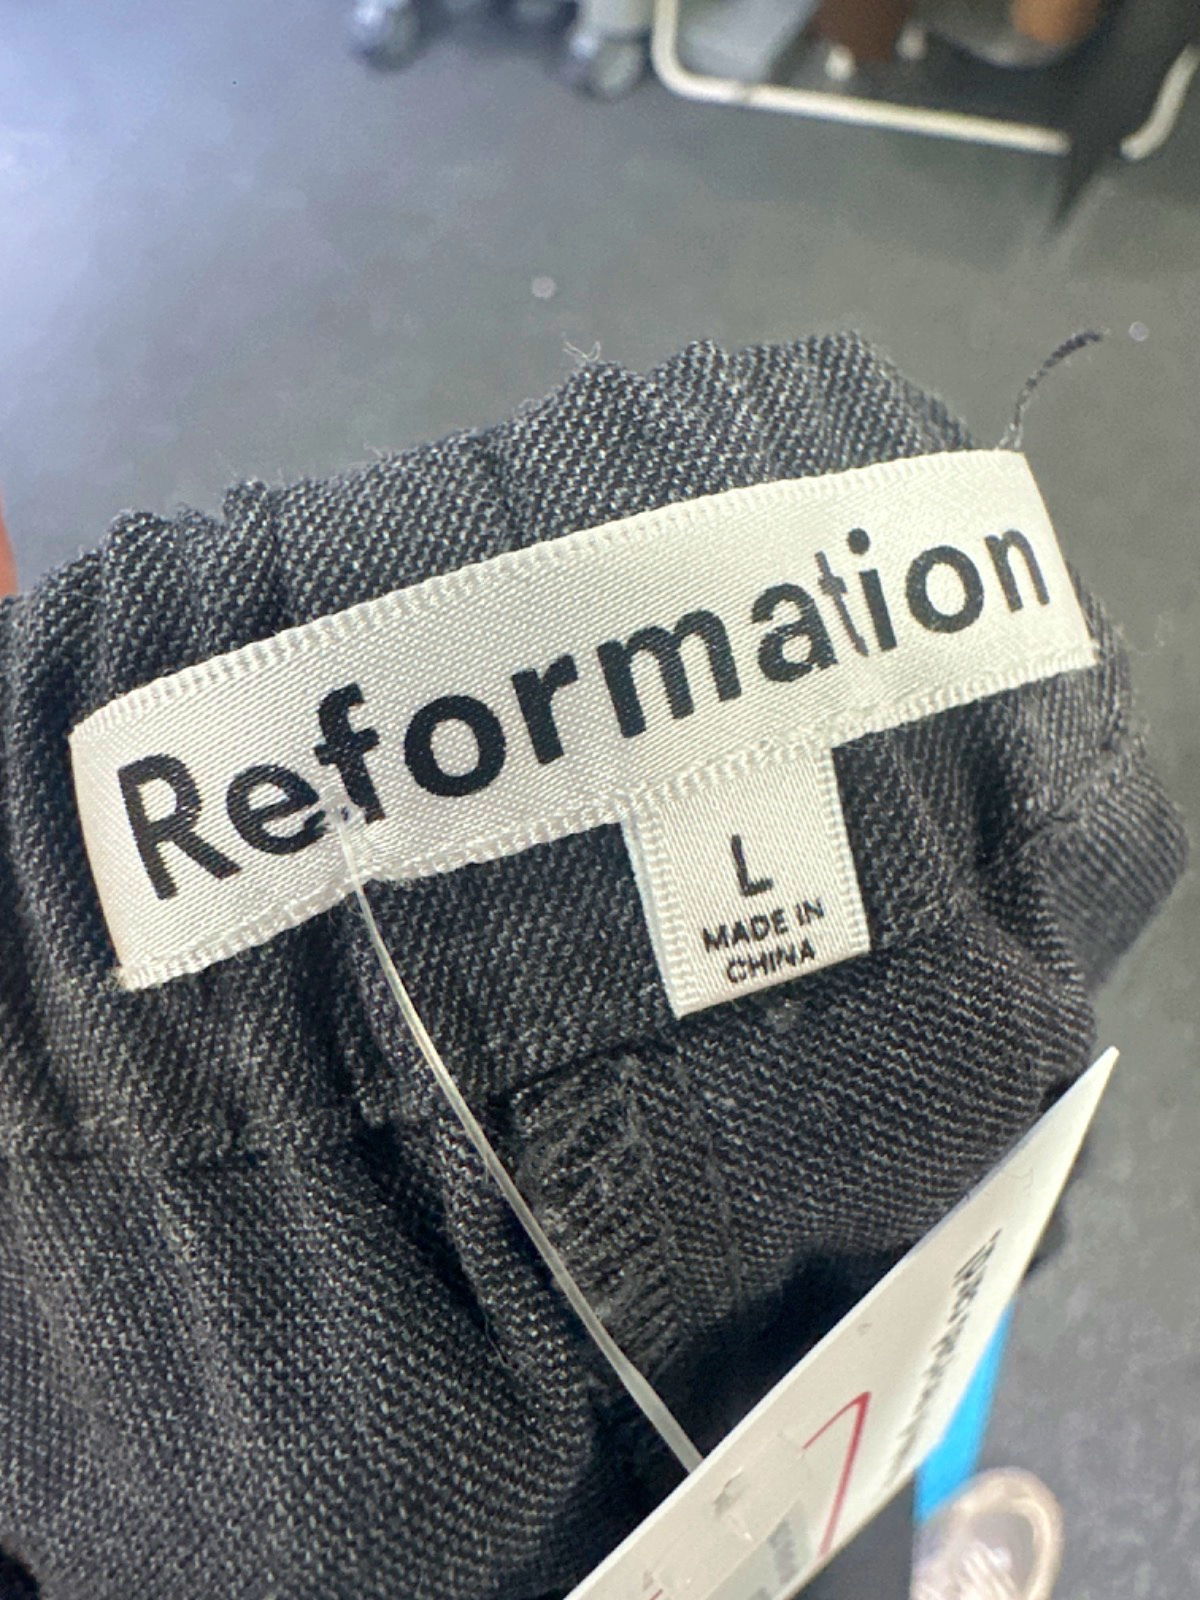 Reformation
L
MADE IN
CHINA